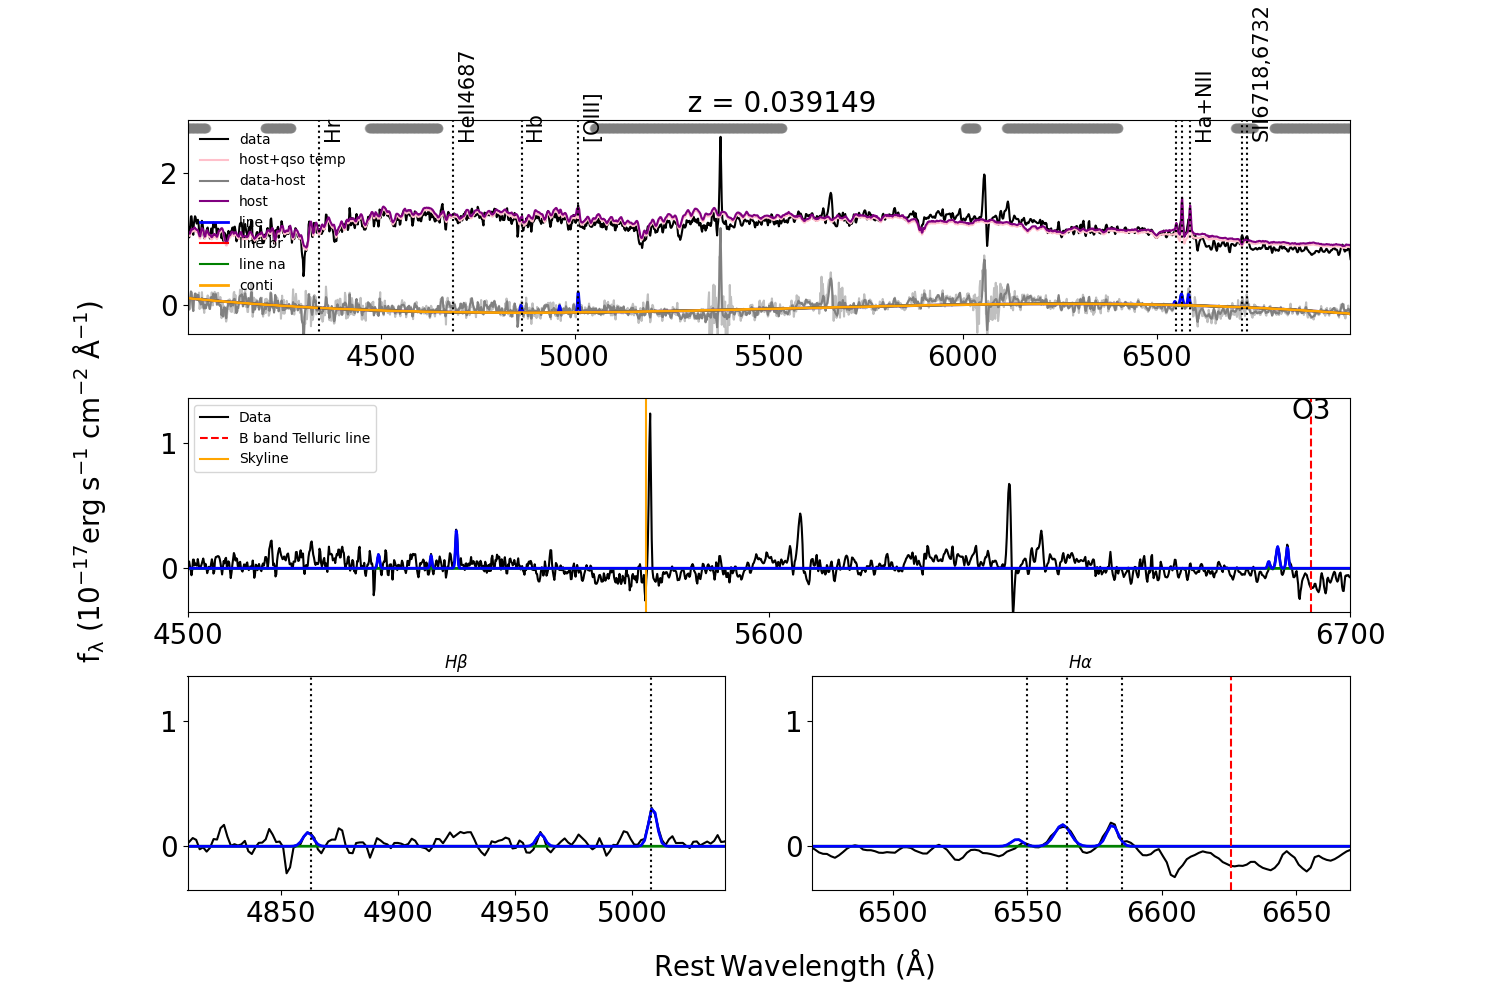 z = 0.039149
Hr
HeII4687
Hb
[OIII]
Ha+NII
SII6718,6732
data
host+qso temp
data-host
host
line
line br
line na
conti
2
0
4500
5000
5500
6000
6500
Data
B band Telluric line
Skyline
O3
1
0
4500
5600
6700
fλ (10⁻¹⁷erg s⁻¹ cm⁻² Å⁻¹)
Hβ
1
0
4850
4900
4950
5000
Hα
1
0
6500
6550
6600
6650
Rest Wavelength (Å)